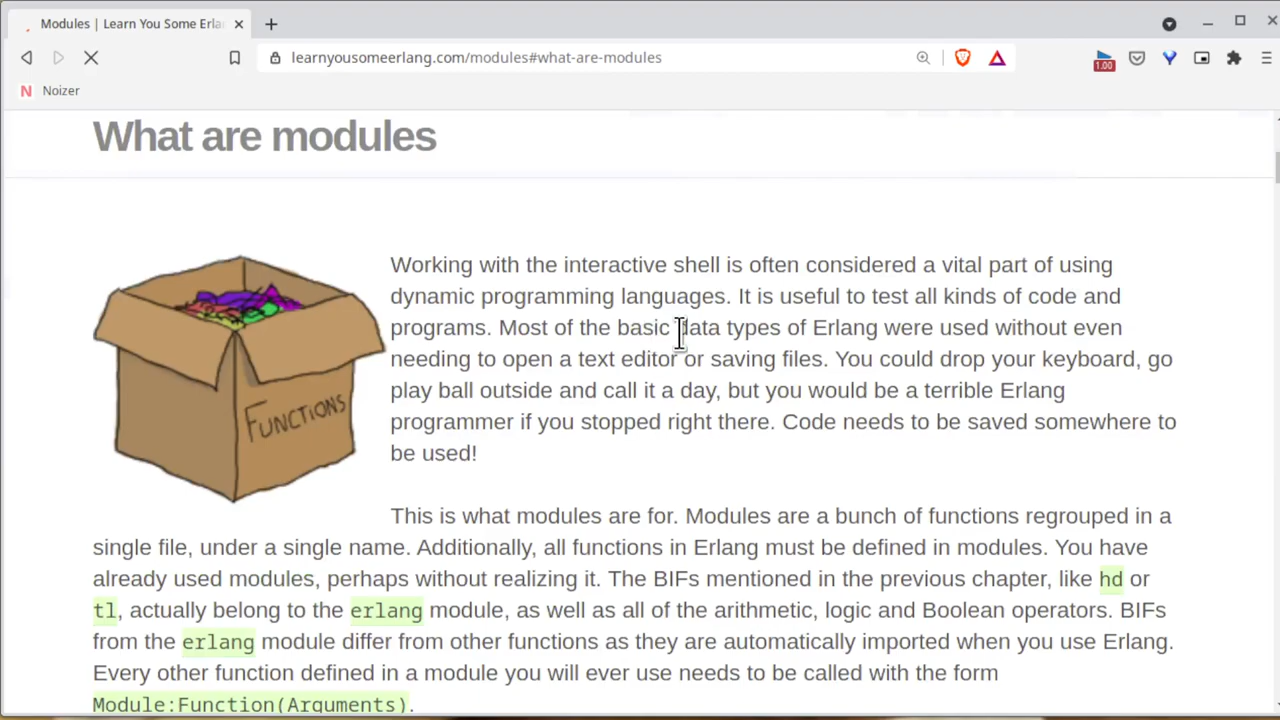 Modules | Learn You Some Erla
learnyousomeerlang.com/modules#what-are-modules
1.00
N Noizer
What are modules
FUNCTIONS
Working with the interactive shell is often considered a vital part of using
dynamic programming languages. It is useful to test all kinds of code and
programs. Most of the basic data types of Erlang were used without even
needing to open a text editor or saving files. You could drop your keyboard, go
play ball outside and call it a day, but you would be a terrible Erlang
programmer if you stopped right there. Code needs to be saved somewhere to
be used!
This is what modules are for. Modules are a bunch of functions regrouped in a
single file, under a single name. Additionally, all functions in Erlang must be defined in modules. You have
already used modules, perhaps without realizing it. The BIFs mentioned in the previous chapter, like hd or
tl, actually belong to the erlang module, as well as all of the arithmetic, logic and Boolean operators. BIFs
from the erlang module differ from other functions as they are automatically imported when you use Erlang.
Every other function defined in a module you will ever use needs to be called with the form
Module:Function(Arguments).